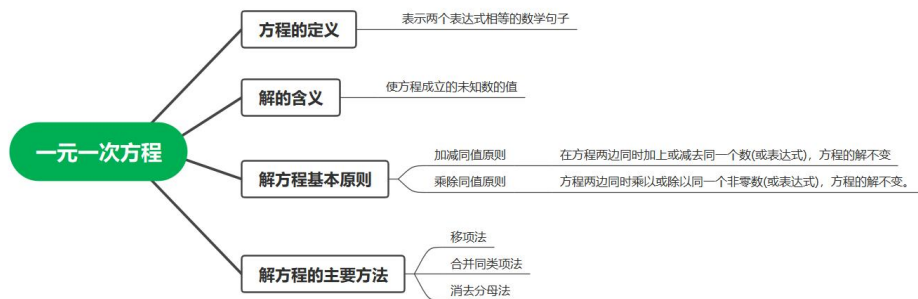 一元一次方程
方程的定义
表示两个表达式相等的数学句子
解的含义
使方程成立的未知数的值
解方程基本原则
加减同值原则
在方程两边同时加上或减去同一个数(或表达式)，方程的解不变
乘除同值原则
方程两边同时乘以或除以同一个非零数(或表达式)，方程的解不变。
解方程的主要方法
移项法
合并同类项法
消去分母法